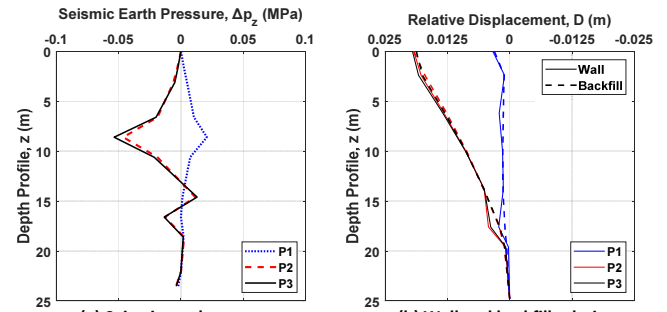 Seismic Earth Pressure, Δp_z (MPa)
-0.1 -0.05 0 0.05 0.1
Depth Profile, z (m)
0
5
10
15
20
25
P1
P2
P3
Relative Displacement, D (m)
0.025 0.0125 0 -0.0125 -0.025
Depth Profile, z (m)
0
5
10
15
20
25
Wall
Backfill
P1
P2
P3